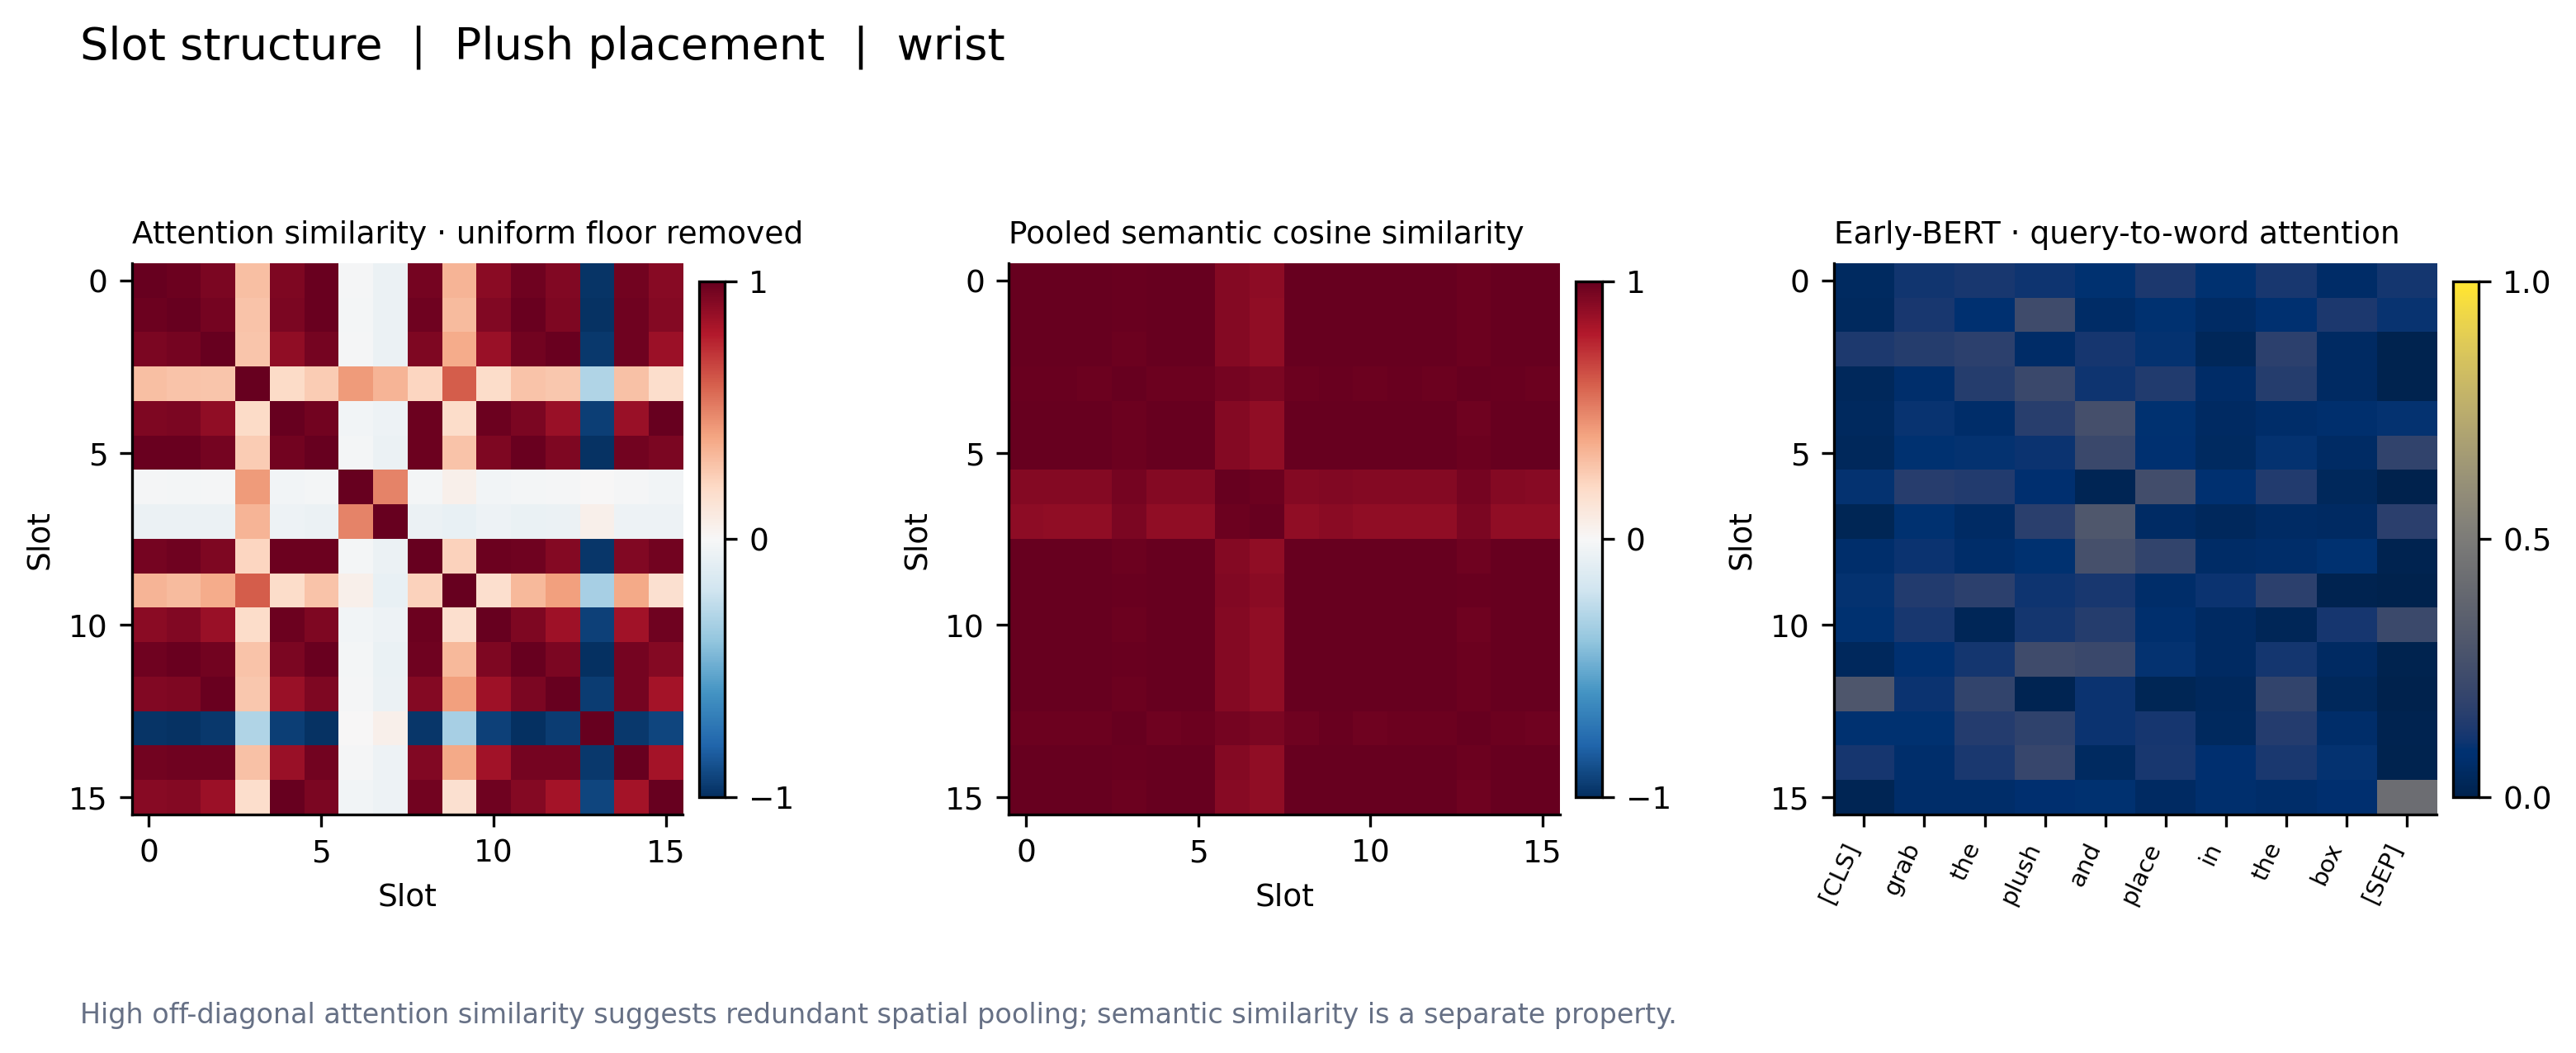 Slot structure | Plush placement | wrist
Attention similarity · uniform floor removed
0
5
10
15
Slot
0
5
10
15
Slot
1
0
−1
Pooled semantic cosine similarity
0
5
10
15
Slot
0
5
10
15
Slot
1
0
−1
Early-BERT · query-to-word attention
0
5
10
15
Slot
[CLS]
grab
the
plush
and
place
in
the
box
[SEP]
1.0
0.5
0.0
High off-diagonal attention similarity suggests redundant spatial pooling; semantic similarity is a separate property.